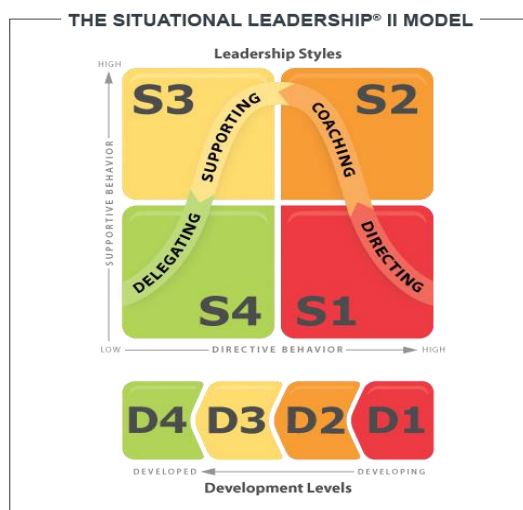 THE SITUATIONAL LEADERSHIP® II MODEL
Leadership Styles
HIGH
S3
S2
SUPPORTING
COACHING
SUPPORTIVE BEHAVIOR
DELEGATING
DIRECTING
S4
S1
LOW
DIRECTIVE BEHAVIOR
HIGH
D4
D3
D2
D1
DEVELOPED
DEVELOPING
Development Levels